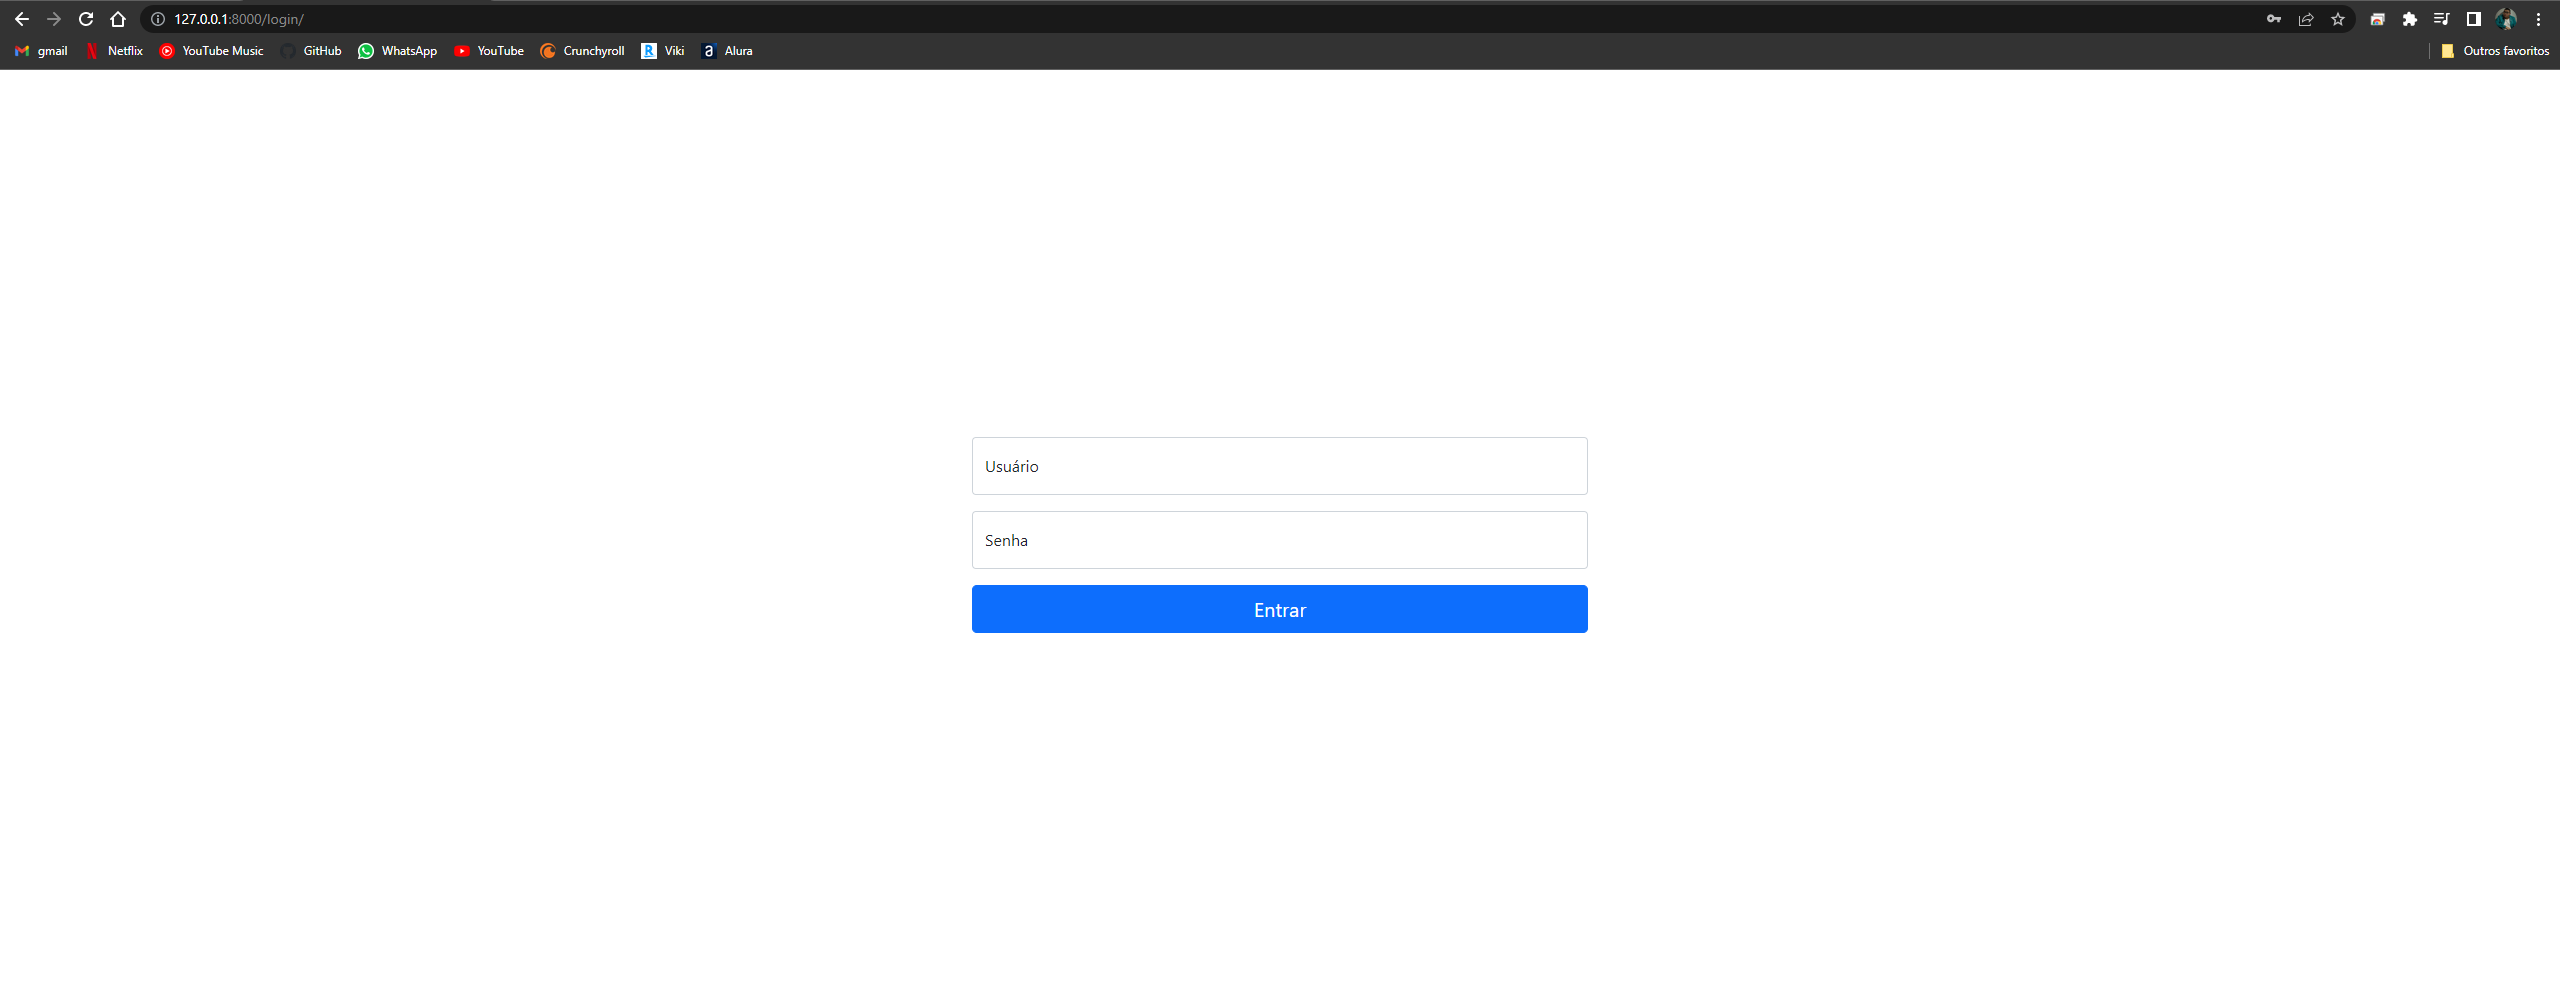 127.0.0.1:8000/login/
gmail Netflix YouTube Music GitHub WhatsApp YouTube Crunchyroll Viki Alura Outros favoritos
Usuário
Senha
Entrar